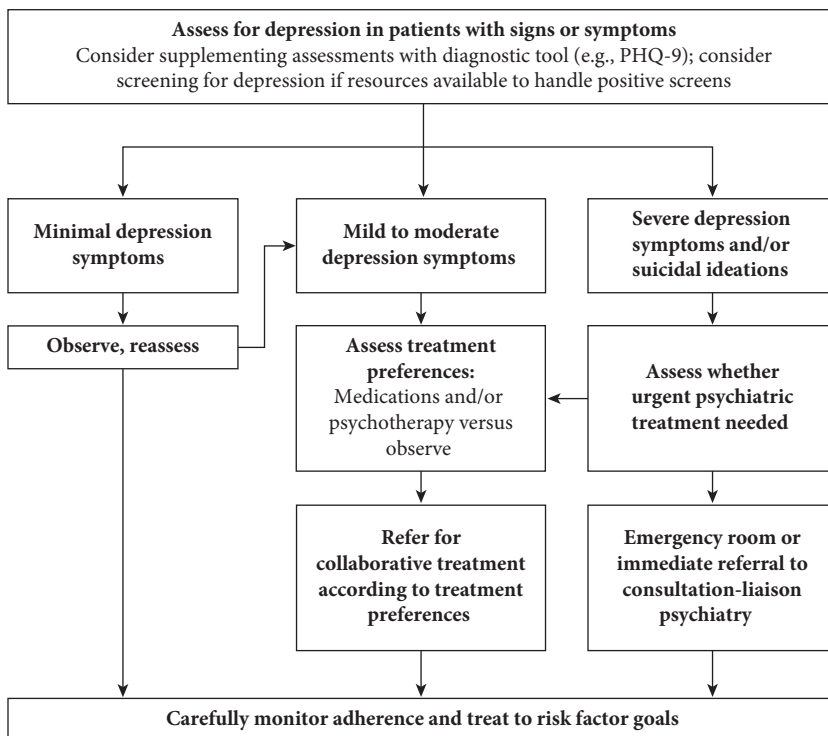 Assess for depression in patients with signs or symptoms
Consider supplementing assessments with diagnostic tool (e.g., PHQ-9); consider
screening for depression if resources available to handle positive screens
Minimal depression
symptoms
Mild to moderate
depression symptoms
Severe depression
symptoms and/or
suicidal ideations
Observe, reassess
Assess treatment
preferences:
Medications and/or
psychotherapy versus
observe
Assess whether
urgent psychiatric
treatment needed
Refer for
collaborative treatment
according to treatment
preferences
Emergency room or
immediate referral to
consultation-liaison
psychiatry
Carefully monitor adherence and treat to risk factor goals